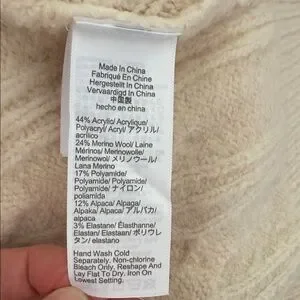 Made In China
Fabriqué En Chine
Hergestellt In China
Vervaardigd In China
中国製
hecho en china
44% Acrylic/ Acrylique/
Polyacryl/ Acryl/ アクリル/
acrílico
24% Merino Wool/ Laine
Mérinos/ Merinowolle/
Merinowol/ メリノウール/
Lana Merino
17% Polyamide/
Polyamide/ Polyamid/
Polyamide/ ナイロン/
poliamida
12% Alpaca/ Alpaga/
Alpaka/ Alpaca/ アルパカ/
alpaca
3% Elastane/ Élasthanne/
Elastan/ Elastaan/ ポリウレ
タン/ elastano
Hand Wash Cold
Separately. Non-chlorine
Bleach Only. Reshape And
Lay Flat To Dry. Iron On
Lowest Setting.